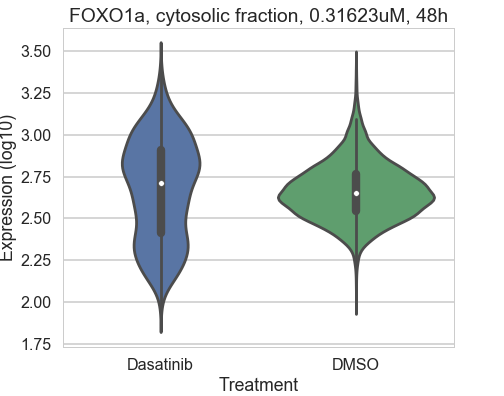 FOXO1a, cytosolic fraction, 0.31623uM, 48h
Expression (log10)
3.50
3.25
3.00
2.75
2.50
2.25
2.00
1.75
Dasatinib
DMSO
Treatment